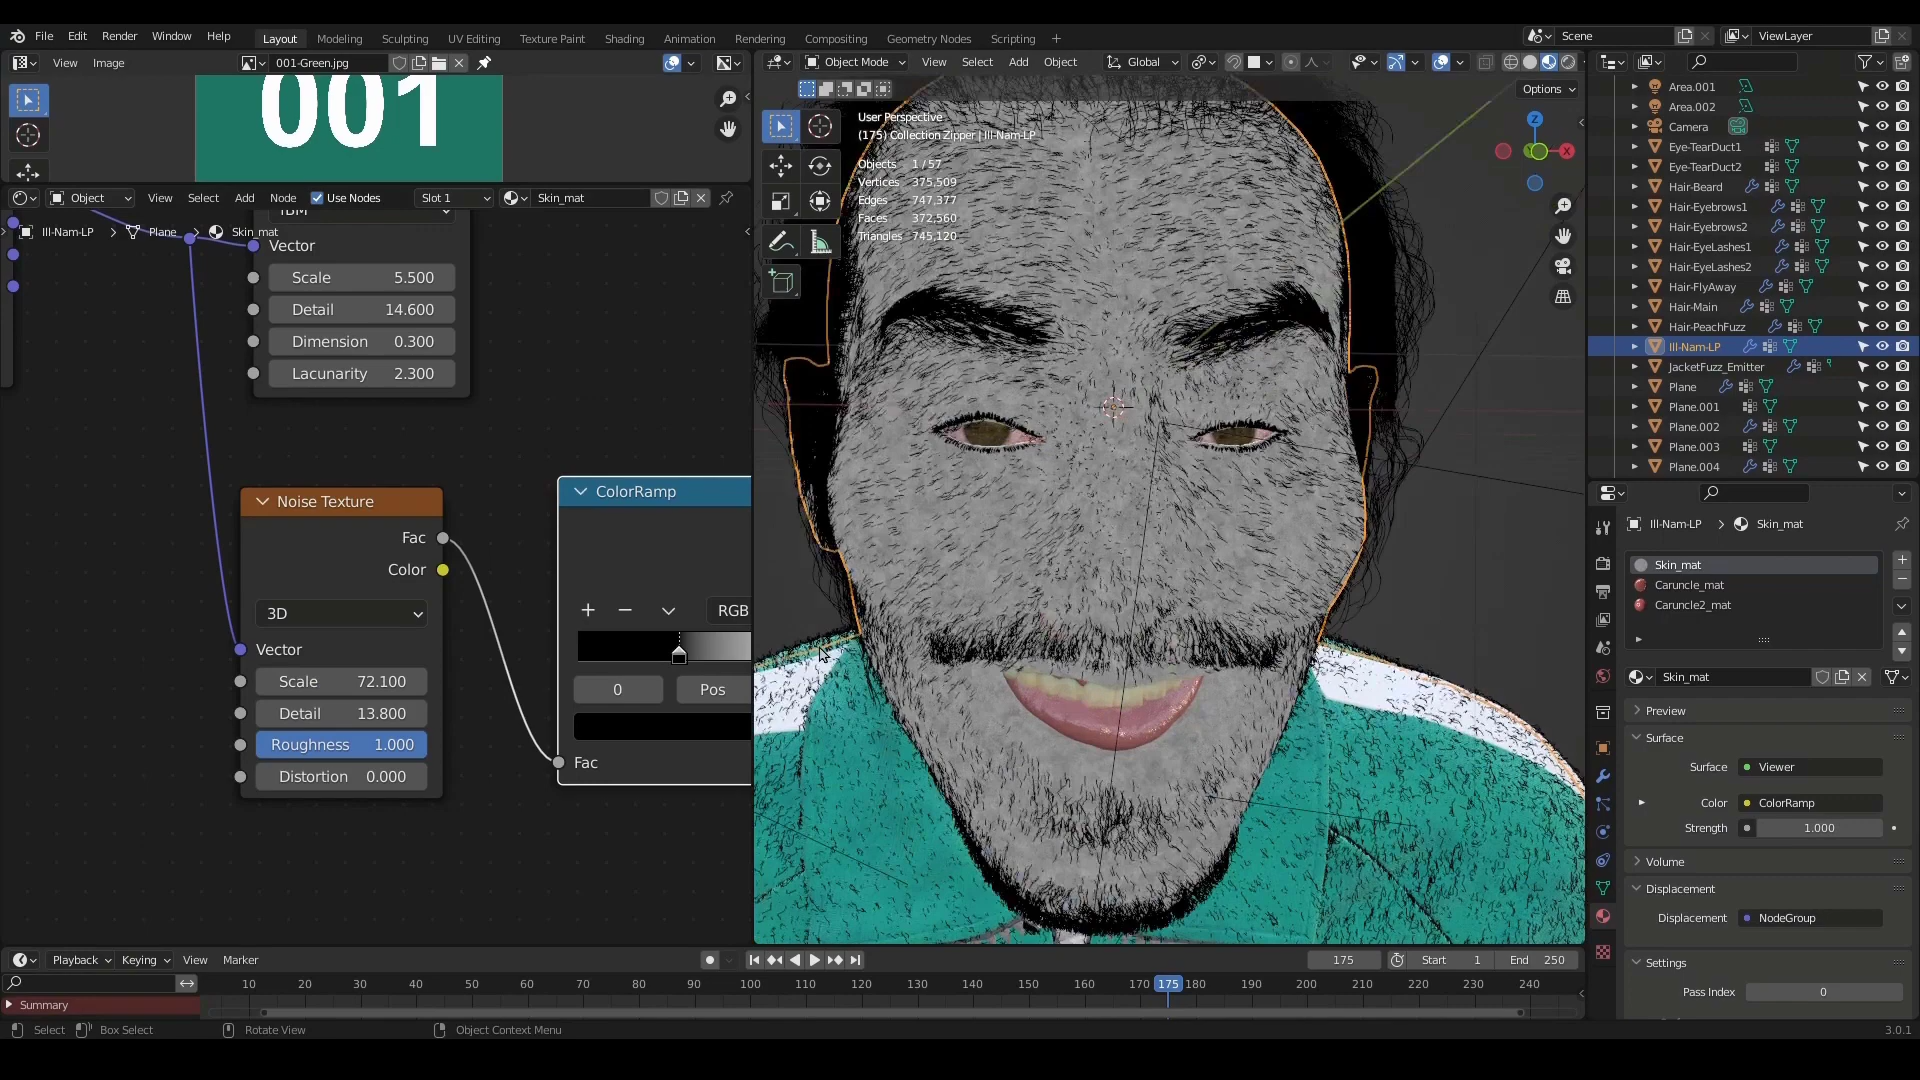 File Edit Render Window Help Layout Modeling Sculpting UV Editing Texture Paint Shading Animation Rendering Compositing Geometry Nodes Scripting + Scene ViewLayer
View Image 001-Green.jpg
001
Object View Select Add Node Use Nodes Slot 1 Skin_mat
Ill-Nam-LP > Plane > Skin_mat
Vector
Scale 5.500
Detail 14.600
Dimension 0.300
Lacunarity 2.300
Noise Texture
Fac
Color
3D
Vector
Scale 72.100
Detail 13.800
Roughness 1.000
Distortion 0.000
ColorRamp
RGB
0 Pos
Fac
Object Mode View Select Add Object Global
Options
User Perspective
(175) Collection Zipper | Ill-Nam-LP
Objects 1 / 57
Vertices 375,509
Edges 747,377
Faces 372,560
Triangles 745,120
Z
X
Area.001
Area.002
Camera
Eye-TearDuct1
Eye-TearDuct2
Hair-Beard
Hair-Eyebrows1
Hair-Eyebrows2
Hair-EyeLashes1
Hair-EyeLashes2
Hair-FlyAway
Hair-Main
Hair-PeachFuzz
Ill-Nam-LP
JacketFuzz_Emitter
Plane
Plane.001
Plane.002
Plane.003
Plane.004
Ill-Nam-LP > Skin_mat
Skin_mat
Caruncle_mat
Caruncle2_mat
Skin_mat
Preview
Surface
Surface Viewer
Color ColorRamp
Strength 1.000
Volume
Displacement
Displacement NodeGroup
Settings
Pass Index 0
Playback Keying View Marker 175 Start 1 End 250
10 20 30 40 50 60 70 80 90 100 110 120 130 140 150 160 170 175 180 190 200 210 220 230 240
Summary
Select Box Select Rotate View Object Context Menu 3.0.1